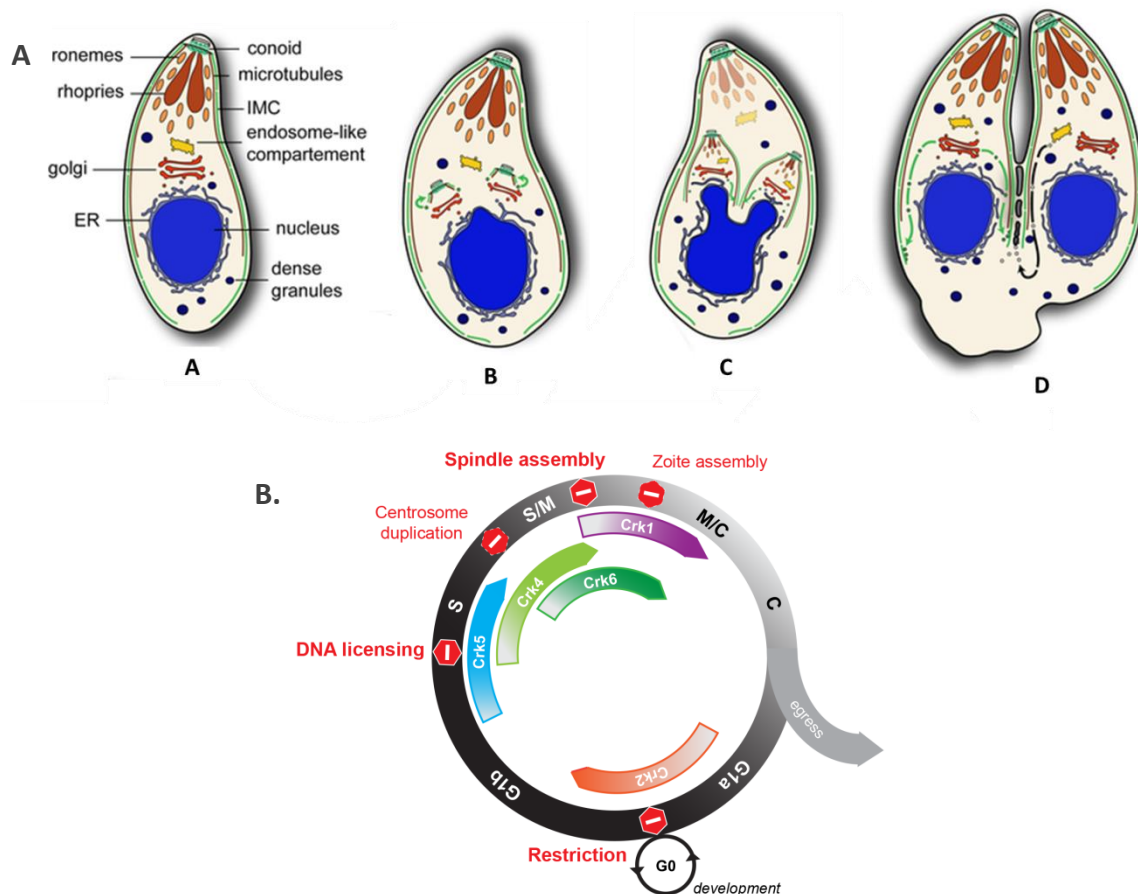 A
ronemes
rhopries
golgi
ER
conoid
microtubules
IMC
endosome-like
compartement
nucleus
dense
granules
A
B
C
D
B.
Spindle assembly
Zoite assembly
Centrosome
duplication
S/M
M/C
Crk1
Crk4
Crk6
S
C
DNA licensing
Crk5
egress
Crk2
G1b
G1a
Restriction
G0
development